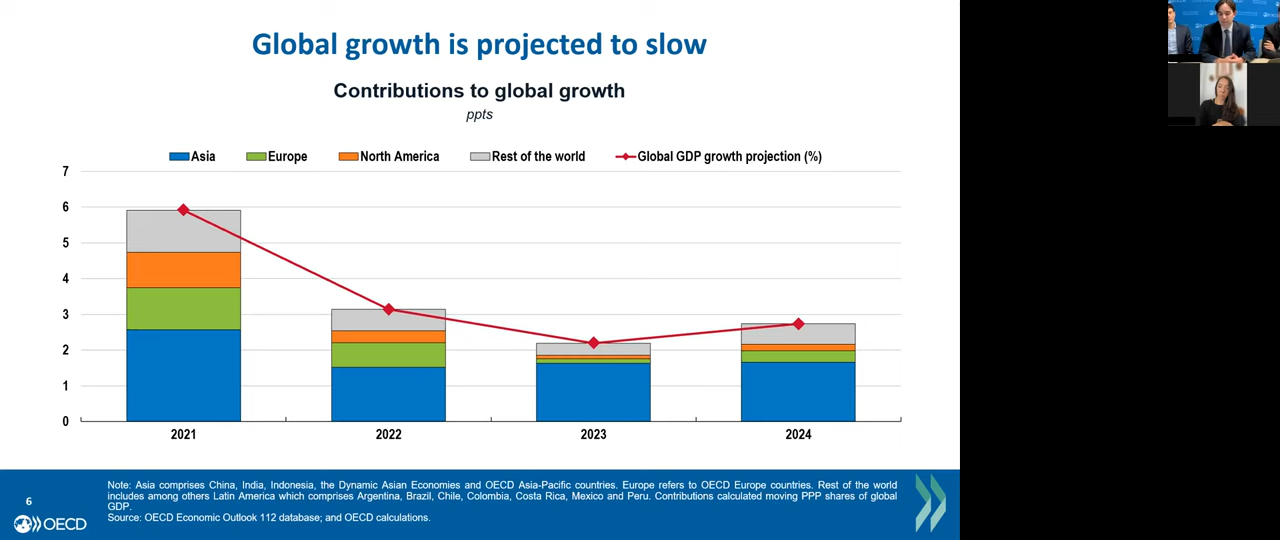 Global growth is projected to slow
Contributions to global growth
ppts
Asia Europe North America Rest of the world Global GDP growth projection (%)
7
6
5
4
3
2
1
0
2021 2022 2023 2024
Note: Asia comprises China, India, Indonesia, the Dynamic Asian Economies and OECD Asia-Pacific countries. Europe refers to OECD Europe countries. Rest of the world
includes among others Latin America which comprises Argentina, Brazil, Chile, Colombia, Costa Rica, Mexico and Peru. Contributions calculated moving PPP shares of global
GDP.
Source: OECD Economic Outlook 112 database; and OECD calculations.
6
OECD